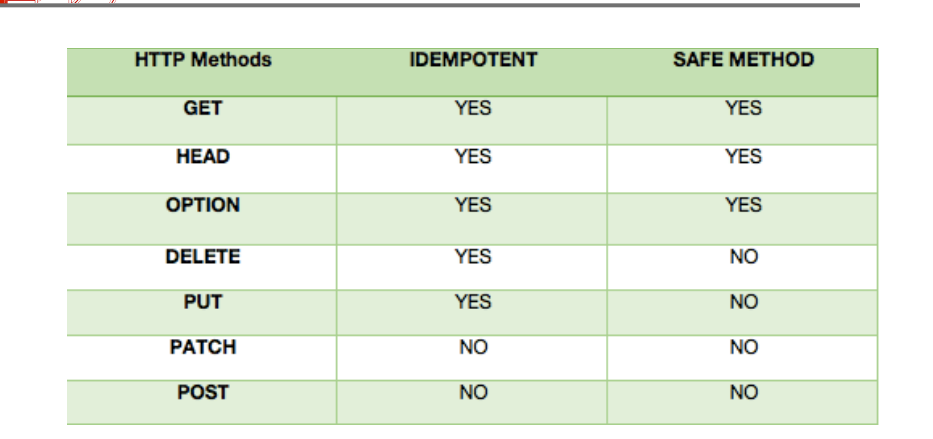 HTTP Methods IDEMPOTENT SAFE METHOD
GET YES YES
HEAD YES YES
OPTION YES YES
DELETE YES NO
PUT YES NO
PATCH NO NO
POST NO NO